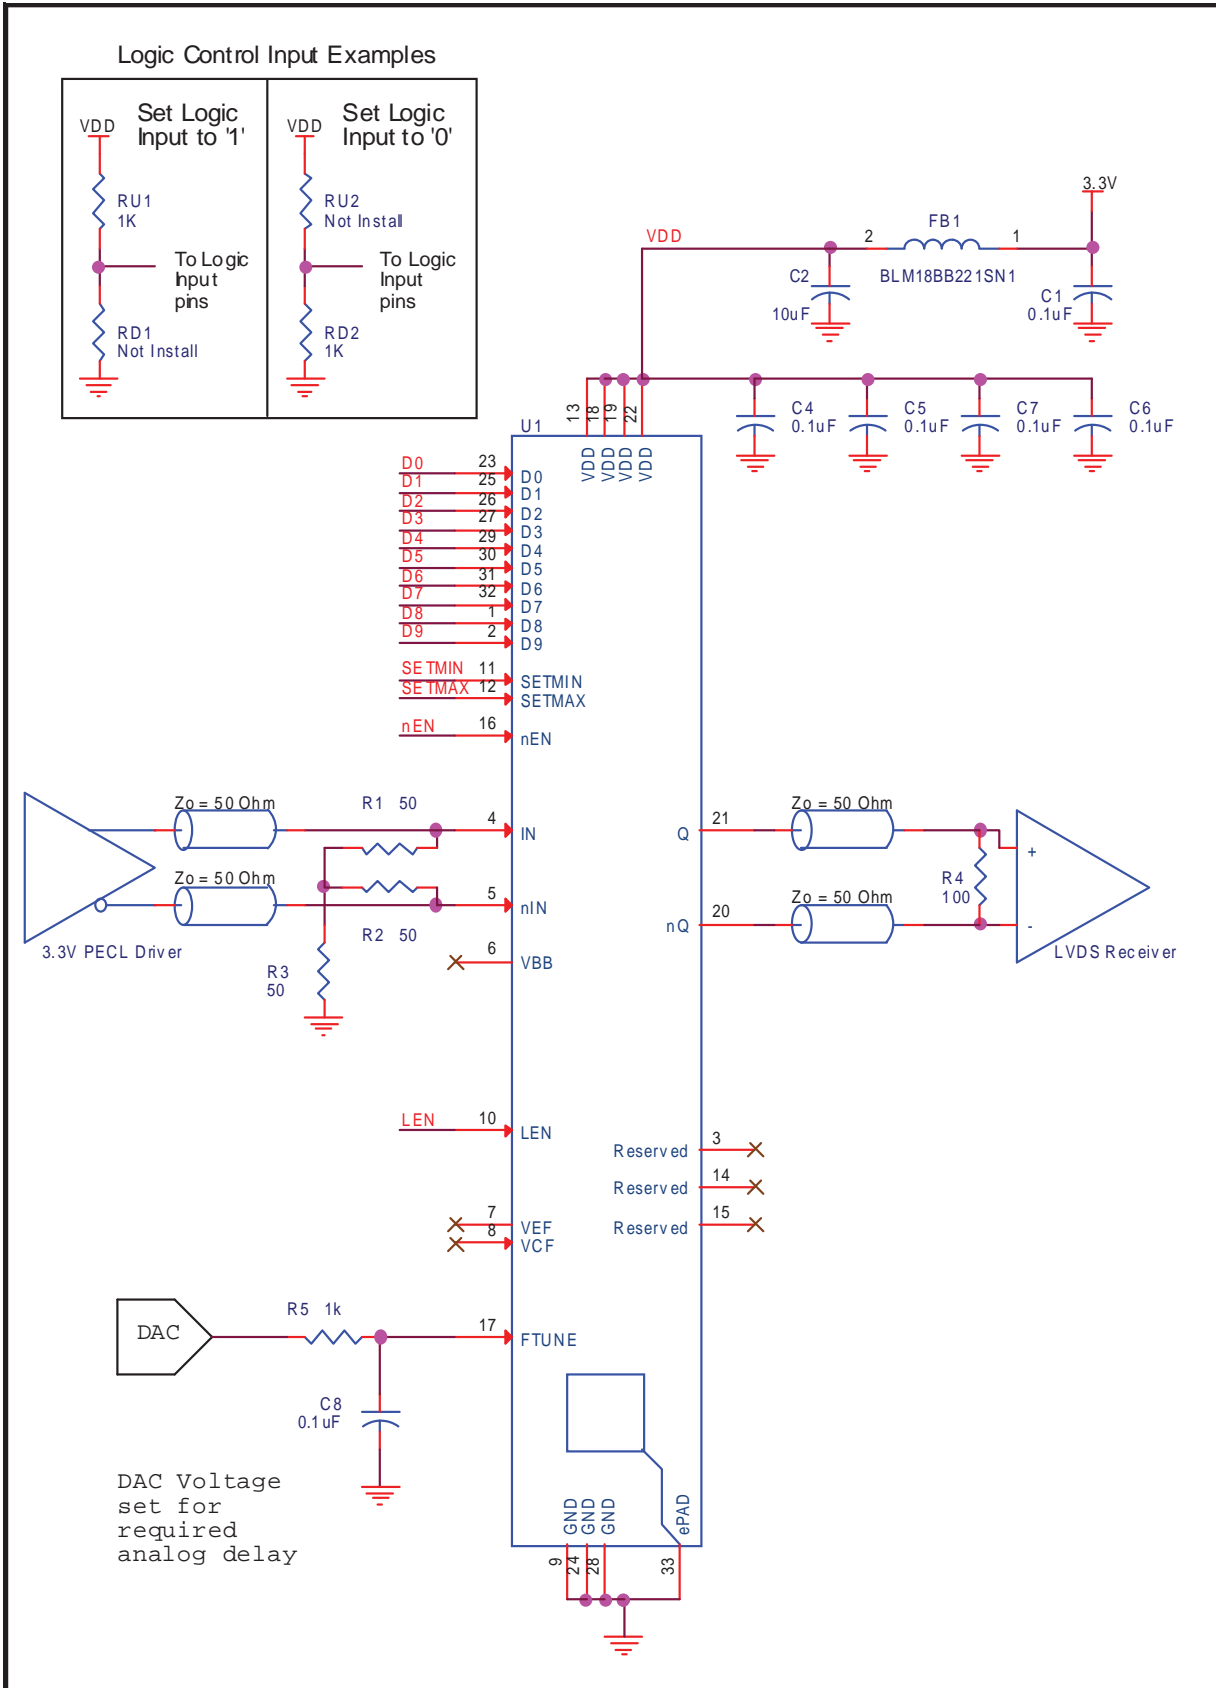 Logic Control Input Examples
Set Logic
Input to '1'
VDD
RU1
1K
To Logic
Input
pins
RD1
Not Install
Set Logic
Input to '0'
VDD
RU2
Not Install
To Logic
Input
pins
RD2
1K
3.3V
VDD
2
FB1
1
BLM18BB221SN1
C2
10uF
C1
0.1uF
C4
0.1uF
C5
0.1uF
C7
0.1uF
C6
0.1uF
U1
13
18
19
22
VDD
VDD
VDD
VDD
D0 23 D0
D1 25 D1
D2 26 D2
D3 27 D3
D4 29 D4
D5 30 D5
D6 31 D6
D7 32 D7
D8 1 D8
D9 2 D9
SETMIN 11 SETMIN
SETMAX 12 SETMAX
nEN 16 nEN
Zo = 50 Ohm
R1 50
4 IN
Zo = 50 Ohm
R2 50
5 nIN
3.3V PECL Driver
R3
50
6 VBB
Q 21
Zo = 50 Ohm
nQ 20
Zo = 50 Ohm
R4
100
+
-
LVDS Receiver
LEN 10 LEN
Reserved 3
Reserved 14
Reserved 15
7 VEF
8 VCF
DAC
R5 1k
17 FTUNE
C8
0.1uF
DAC Voltage
set for
required
analog delay
GND
GND
GND
ePAD
9
24
28
33